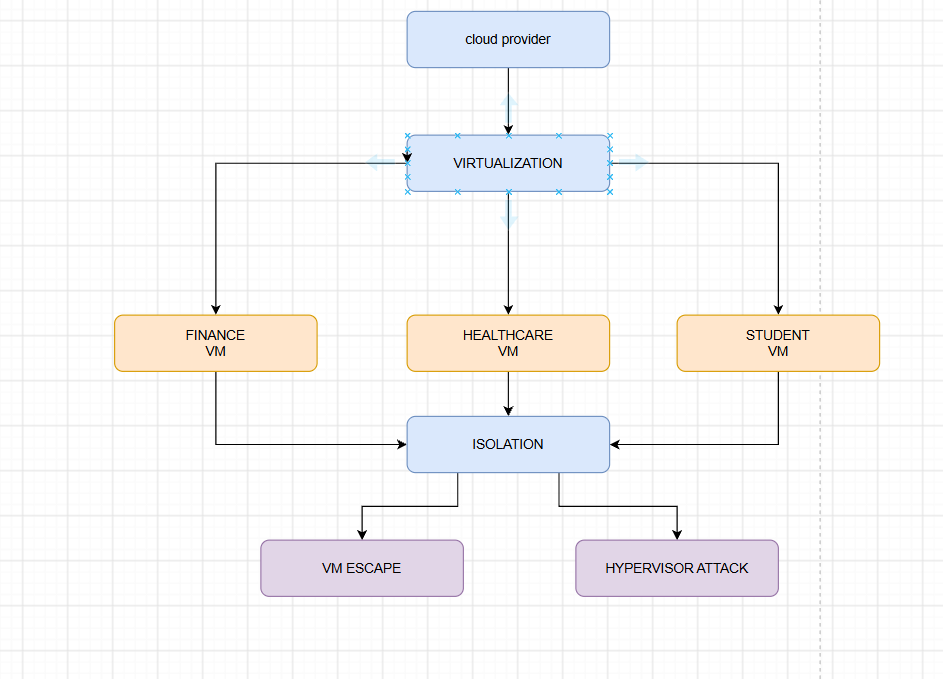 cloud provider
VIRTUALIZATION
FINANCE
VM
HEALTHCARE
VM
STUDENT
VM
ISOLATION
VM ESCAPE
HYPERVISOR ATTACK